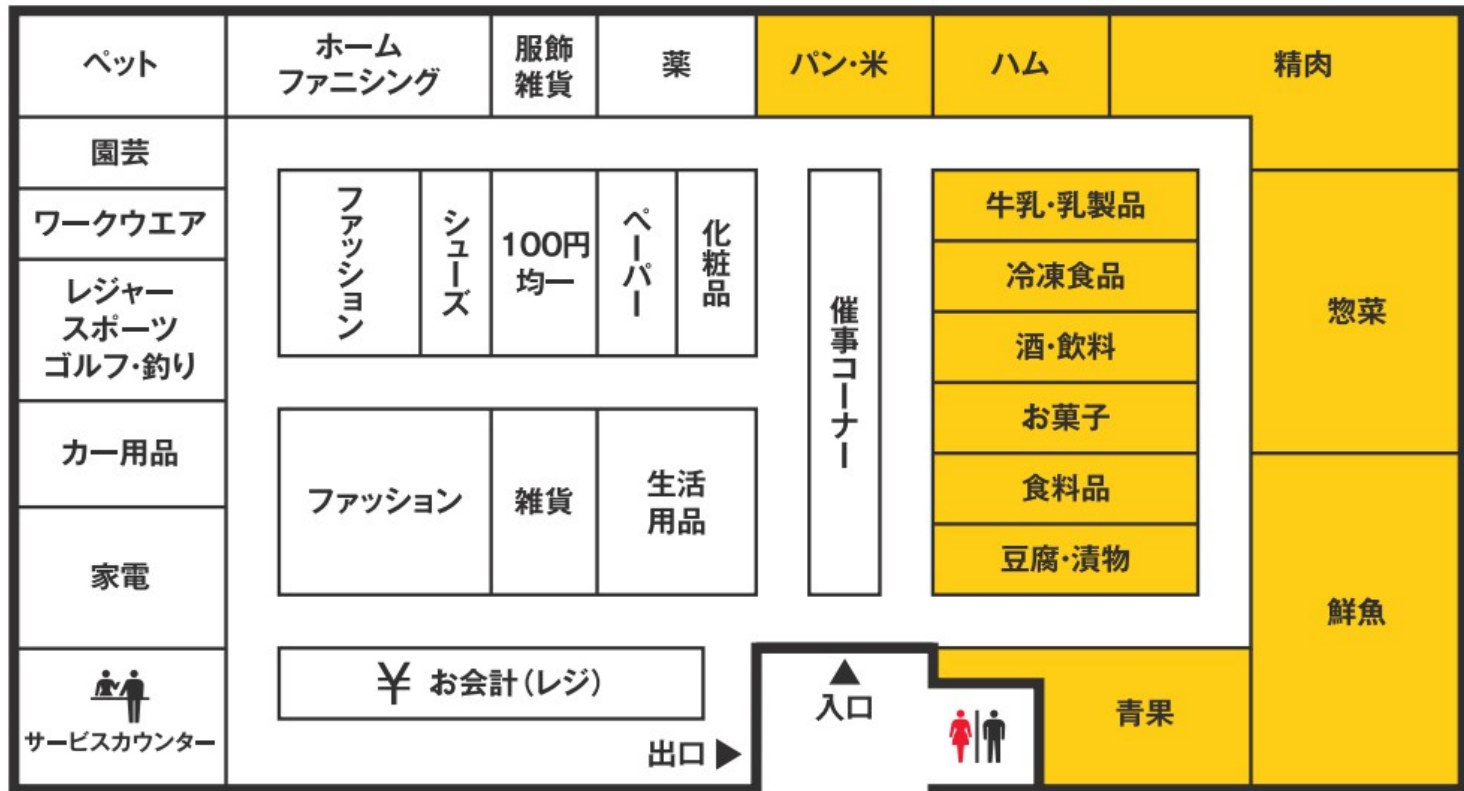 ペット
ホーム
ファニシング
服飾
雑貨
薬
パン・米
ハム
精肉
園芸
ワークウエア
レジャー
スポーツ
ゴルフ・釣り
カー用品
家電
サービスカウンター
ファッション
シューズ
100円
均一
ペーパー
化粧品
催事コーナー
牛乳・乳製品
冷凍食品
酒・飲料
お菓子
食料品
豆腐・漬物
惣菜
鮮魚
ファッション
雑貨
生活
用品
¥ お会計（レジ）
出口 ▶
▲
入口
青果